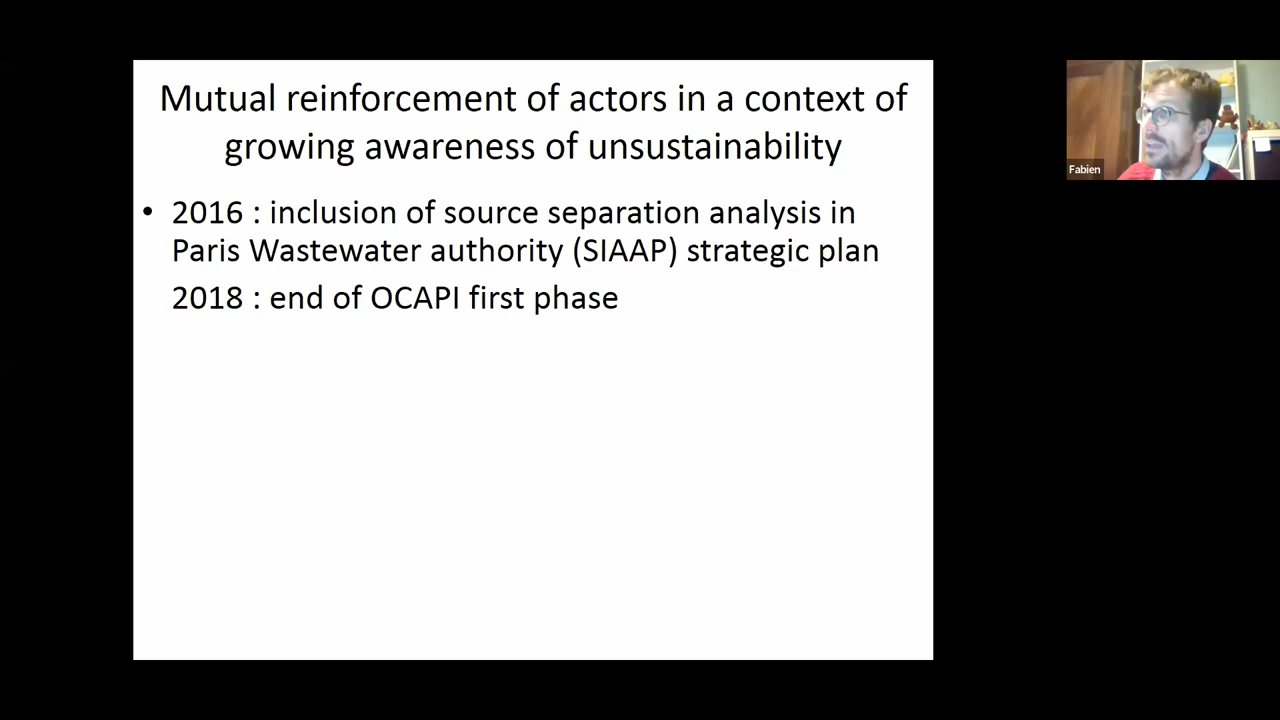 Mutual reinforcement of actors in a context of
growing awareness of unsustainability
• 2016 : inclusion of source separation analysis in
Paris Wastewater authority (SIAAP) strategic plan
2018 : end of OCAPI first phase
Fabien